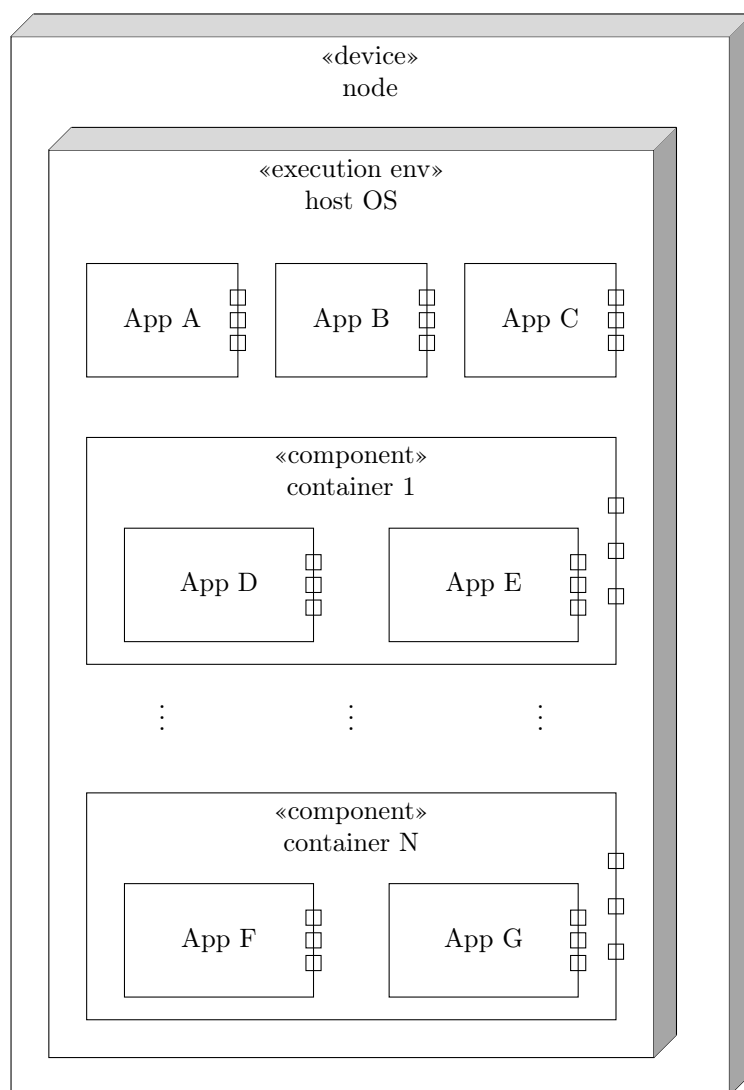 «device»
node
«execution env»
host OS
App A
App B
App C
«component»
container 1
App D
App E
⋮ ⋮ ⋮
«component»
container N
App F
App G